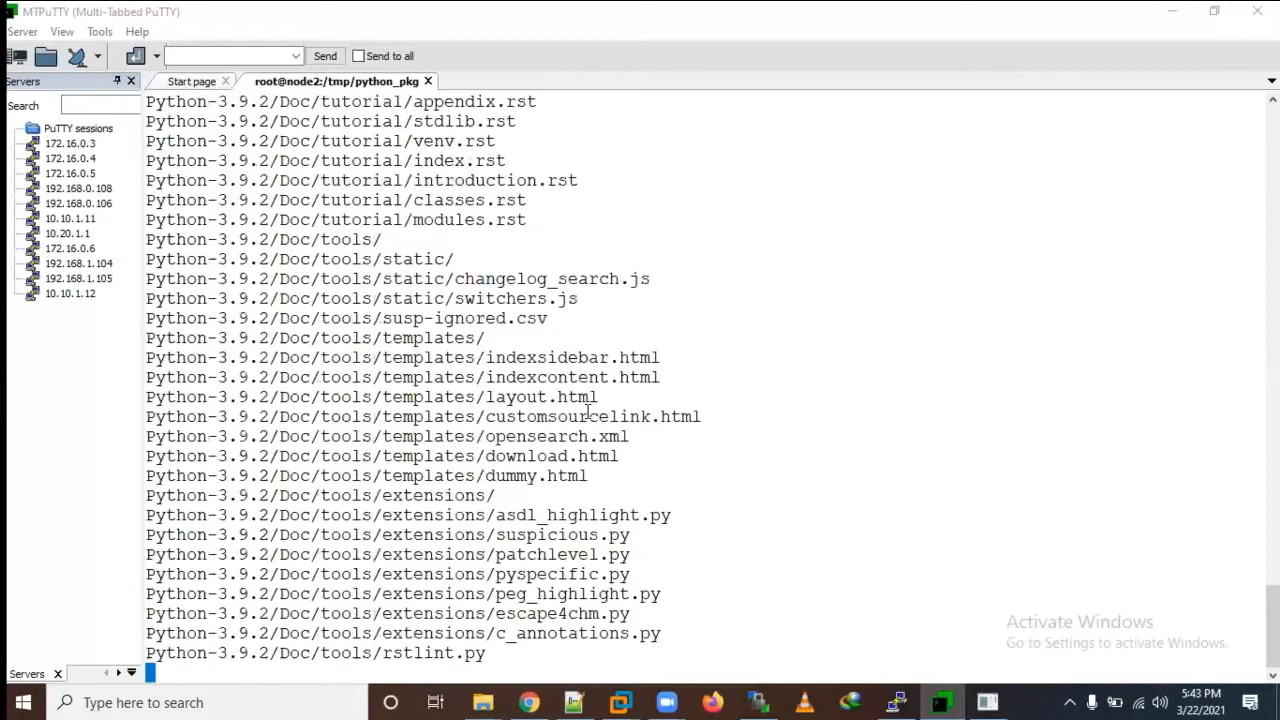 MTPuTTY (Multi-Tabbed PuTTY)
Server View Tools Help
Send Send to all
Servers
Start page
root@node2:/tmp/python_pkg
Search
PuTTY sessions
172.16.0.3
172.16.0.4
172.16.0.5
192.168.0.108
192.168.0.106
10.10.1.11
10.20.1.1
172.16.0.6
192.168.1.104
192.168.1.105
10.10.1.12
Servers
Python-3.9.2/Doc/tutorial/appendix.rst
Python-3.9.2/Doc/tutorial/stdlib.rst
Python-3.9.2/Doc/tutorial/venv.rst
Python-3.9.2/Doc/tutorial/index.rst
Python-3.9.2/Doc/tutorial/introduction.rst
Python-3.9.2/Doc/tutorial/classes.rst
Python-3.9.2/Doc/tutorial/modules.rst
Python-3.9.2/Doc/tools/
Python-3.9.2/Doc/tools/static/
Python-3.9.2/Doc/tools/static/changelog_search.js
Python-3.9.2/Doc/tools/static/switchers.js
Python-3.9.2/Doc/tools/susp-ignored.csv
Python-3.9.2/Doc/tools/templates/
Python-3.9.2/Doc/tools/templates/indexsidebar.html
Python-3.9.2/Doc/tools/templates/indexcontent.html
Python-3.9.2/Doc/tools/templates/layout.html
Python-3.9.2/Doc/tools/templates/customsourcelink.html
Python-3.9.2/Doc/tools/templates/opensearch.xml
Python-3.9.2/Doc/tools/templates/download.html
Python-3.9.2/Doc/tools/templates/dummy.html
Python-3.9.2/Doc/tools/extensions/
Python-3.9.2/Doc/tools/extensions/asdl_highlight.py
Python-3.9.2/Doc/tools/extensions/suspicious.py
Python-3.9.2/Doc/tools/extensions/patchlevel.py
Python-3.9.2/Doc/tools/extensions/pyspecific.py
Python-3.9.2/Doc/tools/extensions/peg_highlight.py
Python-3.9.2/Doc/tools/extensions/escape4chm.py
Python-3.9.2/Doc/tools/extensions/c_annotations.py
Python-3.9.2/Doc/tools/rstlint.py
Activate Windows
Go to Settings to activate Windows.
Type here to search
5:43 PM
3/22/2021